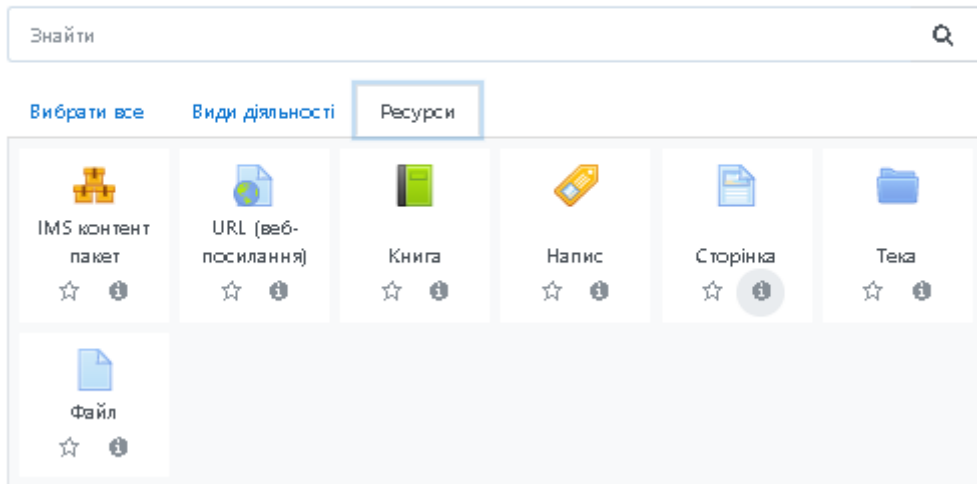 Знайти
Вибрати все Види діяльності Ресурси
IMS контент пакет
URL (веб-посилання)
Книга
Напис
Сторінка
Тека
Файл